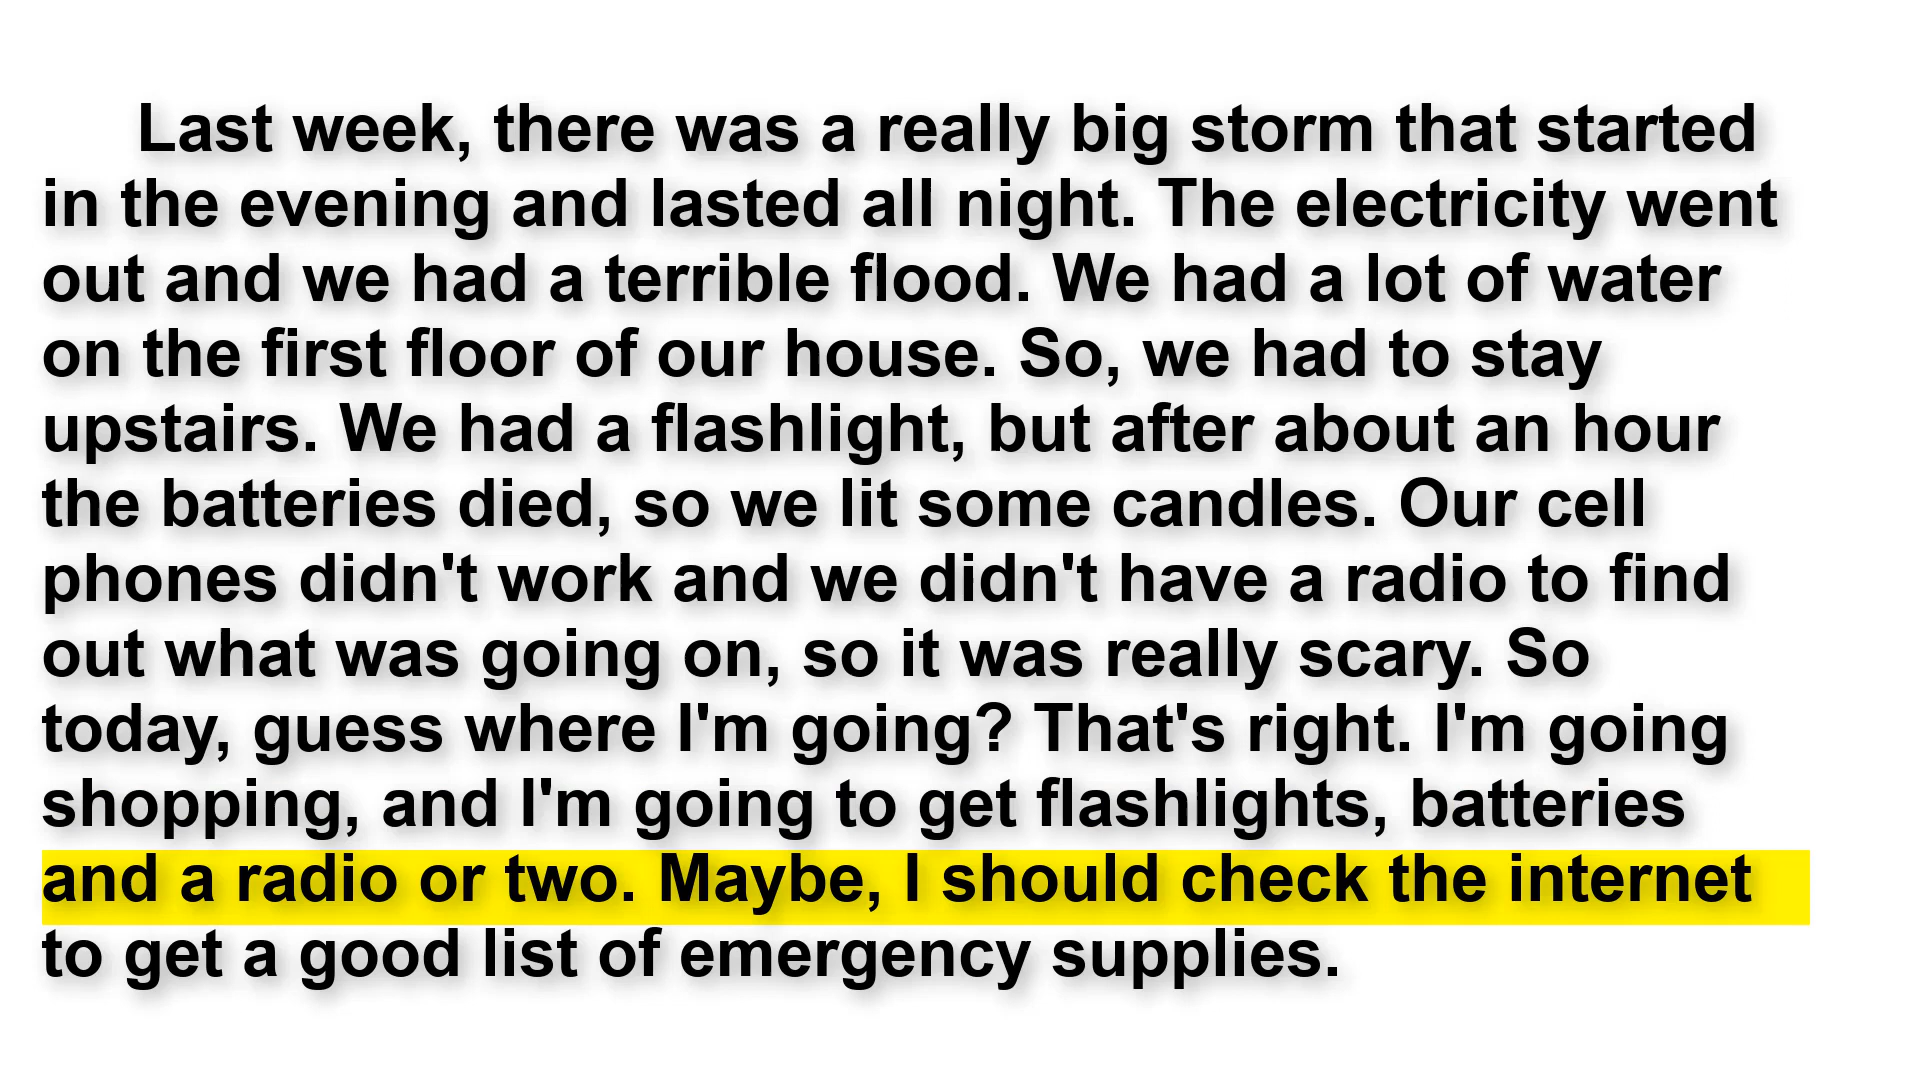 Last week, there was a really big storm that started
in the evening and lasted all night. The electricity went
out and we had a terrible flood. We had a lot of water
on the first floor of our house. So, we had to stay
upstairs. We had a flashlight, but after about an hour
the batteries died, so we lit some candles. Our cell
phones didn't work and we didn't have a radio to find
out what was going on, so it was really scary. So
today, guess where I'm going? That's right. I'm going
shopping, and I'm going to get flashlights, batteries
and a radio or two. Maybe, I should check the internet
to get a good list of emergency supplies.